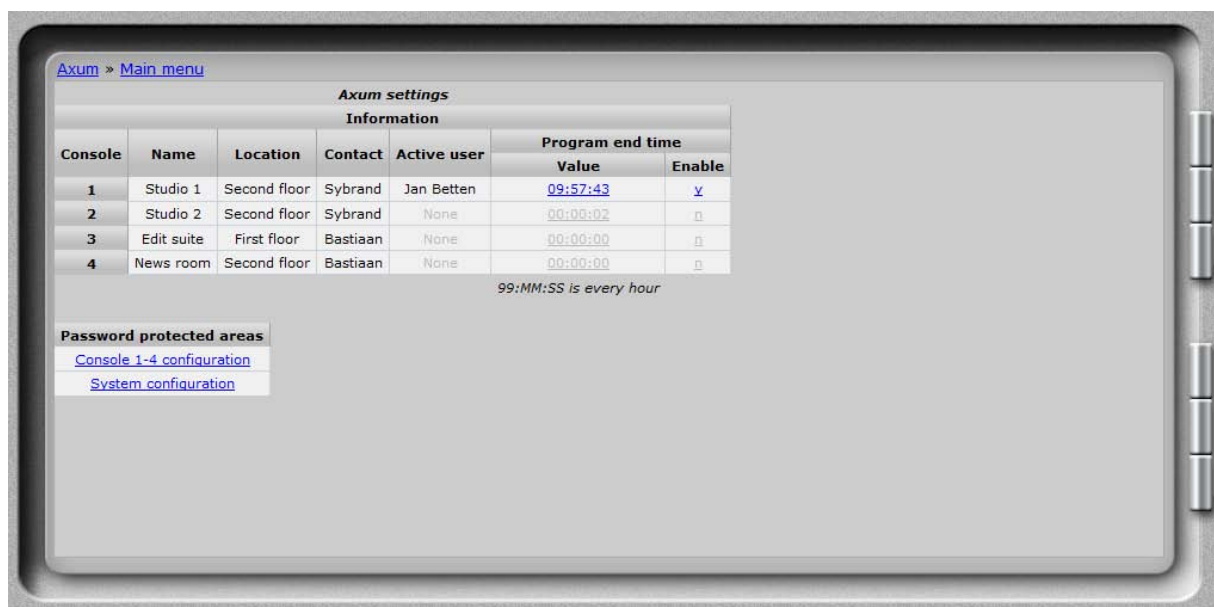 Axum » Main menu
Axum settings
Information
Console Name Location Contact Active user Program end time
Value Enable
1 Studio 1 Second floor Sybrand Jan Betten 09:57:43 y
2 Studio 2 Second floor Sybrand None 00:00:02 n
3 Edit suite First floor Bastiaan None 00:00:00 n
4 News room Second floor Bastiaan None 00:00:00 n
99:MM:SS is every hour
Password protected areas
Console 1-4 configuration
System configuration